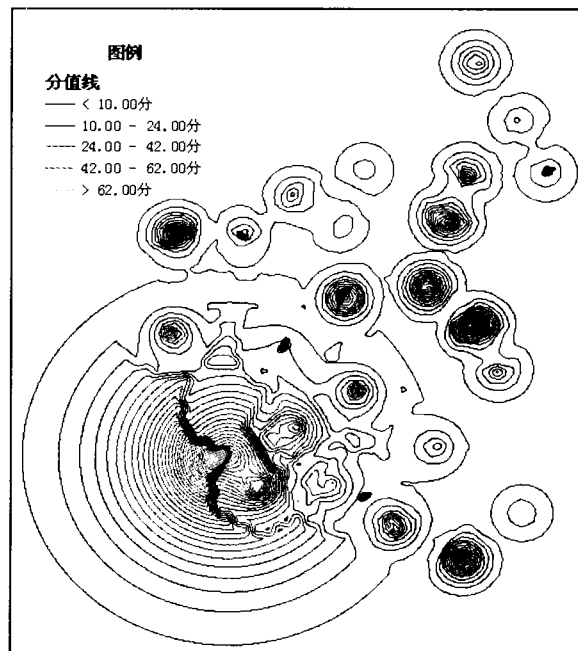 图例
分值线
< 10.00分
10.00 - 24.00分
24.00 - 42.00分
42.00 - 62.00分
> 62.00分